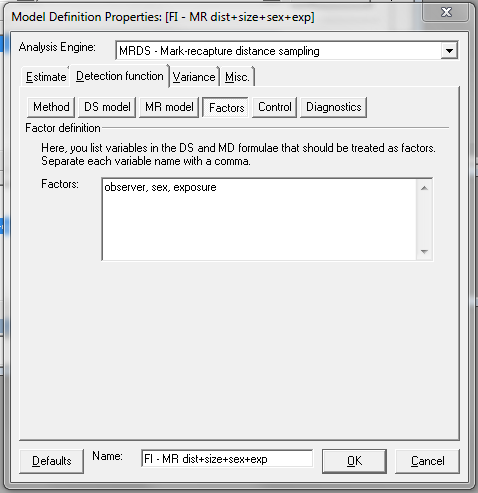 Model Definition Properties: [FI - MR dist+size+sex+exp]
Analysis Engine: MRDS - Mark-recapture distance sampling
Estimate Detection function Variance Misc.
Method DS model MR model Factors Control Diagnostics
Factor definition
Here, you list variables in the DS and MD formulae that should be treated as factors.
Separate each variable name with a comma.
Factors: observer, sex, exposure
Defaults Name: FI - MR dist+size+sex+exp OK Cancel